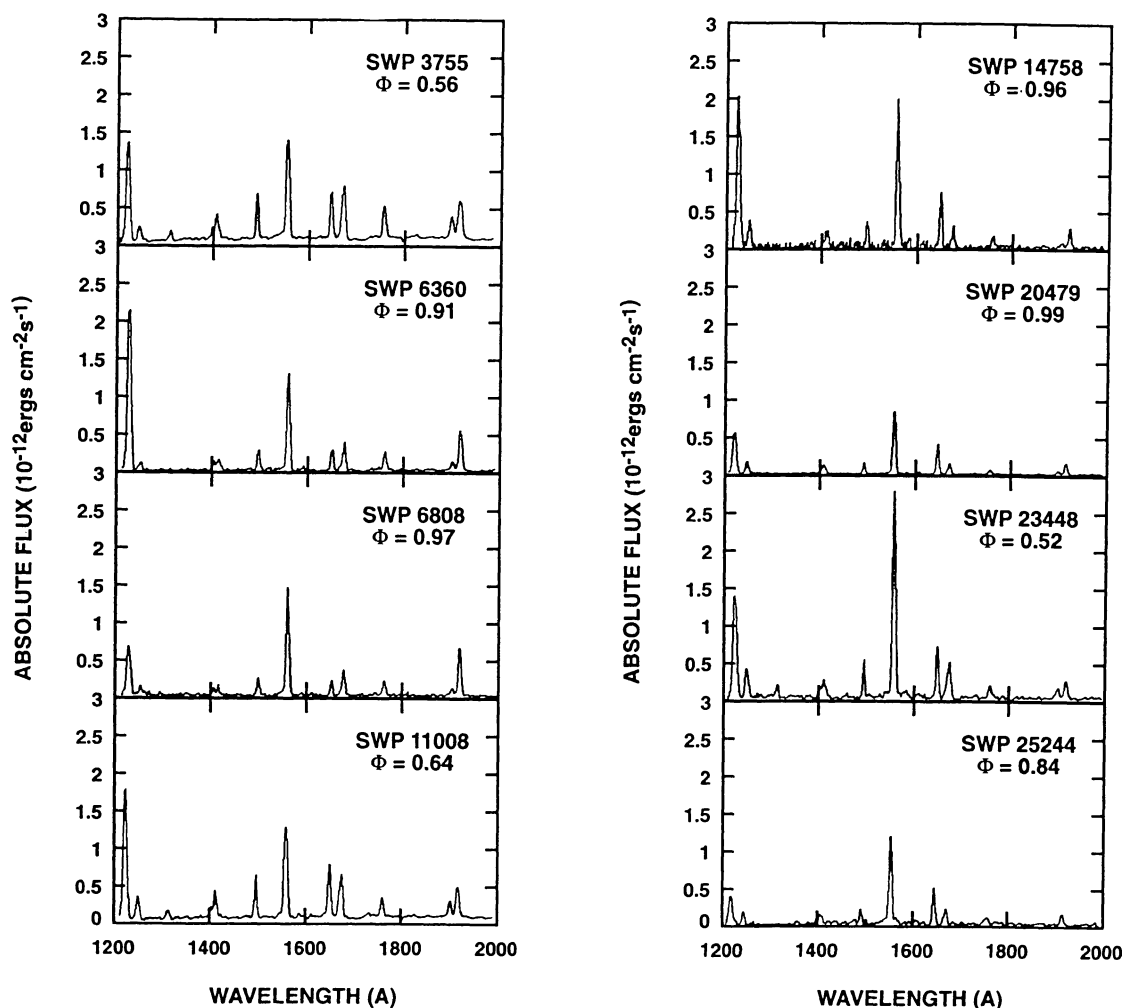 ABSOLUTE FLUX (10-12ergs cm-2s-1)
3
2.5
2
1.5
1
0.5
SWP 3755
Φ = 0.56
3
2.5
2
1.5
1
0.5
SWP 6360
Φ = 0.91
3
2.5
2
1.5
1
0.5
SWP 6808
Φ = 0.97
3
2.5
2
1.5
1
0.5
0
SWP 11008
Φ = 0.64
1200 1400 1600 1800 2000
WAVELENGTH (A)
ABSOLUTE FLUX (10-12ergs cm-2s-1)
3
2.5
2
1.5
1
0.5
SWP 14758
Φ = 0.96
3
2.5
2
1.5
1
0.5
SWP 20479
Φ = 0.99
3
2.5
2
1.5
1
0.5
SWP 23448
Φ = 0.52
3
2.5
2
1.5
1
0.5
0
SWP 25244
Φ = 0.84
1200 1400 1600 1800 2000
WAVELENGTH (A)